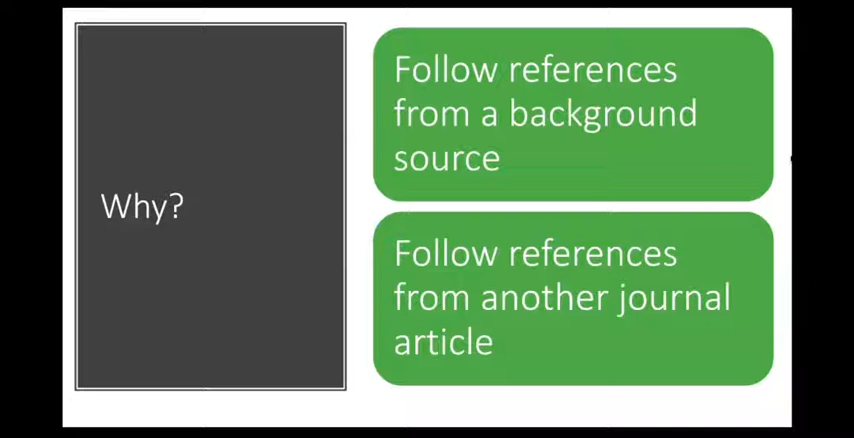 Why?
Follow references
from a background
source
Follow references
from another journal
article